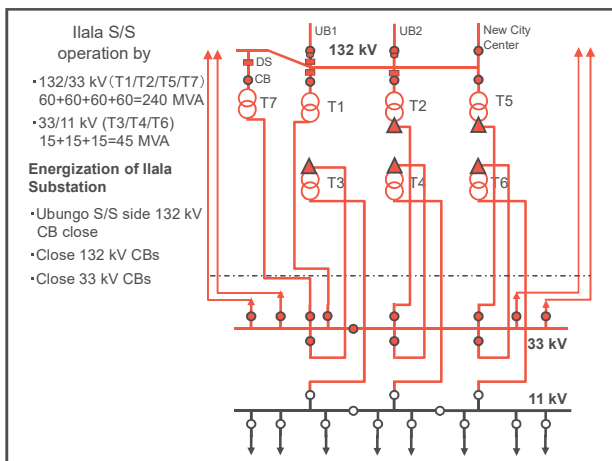 Ilala S/S
operation by
・132/33 kV(T1/T2/T5/T7)
60+60+60+60=240 MVA
・33/11 kV (T3/T4/T6)
15+15+15=45 MVA
Energization of Ilala
Substation
・Ubungo S/S side 132 kV
CB close
・Close 132 kV CBs
・Close 33 kV CBs
UB1
UB2
New City
Center
132 kV
DS
CB
T7
T1
T2
T5
T3
T4
T6
33 kV
11 kV